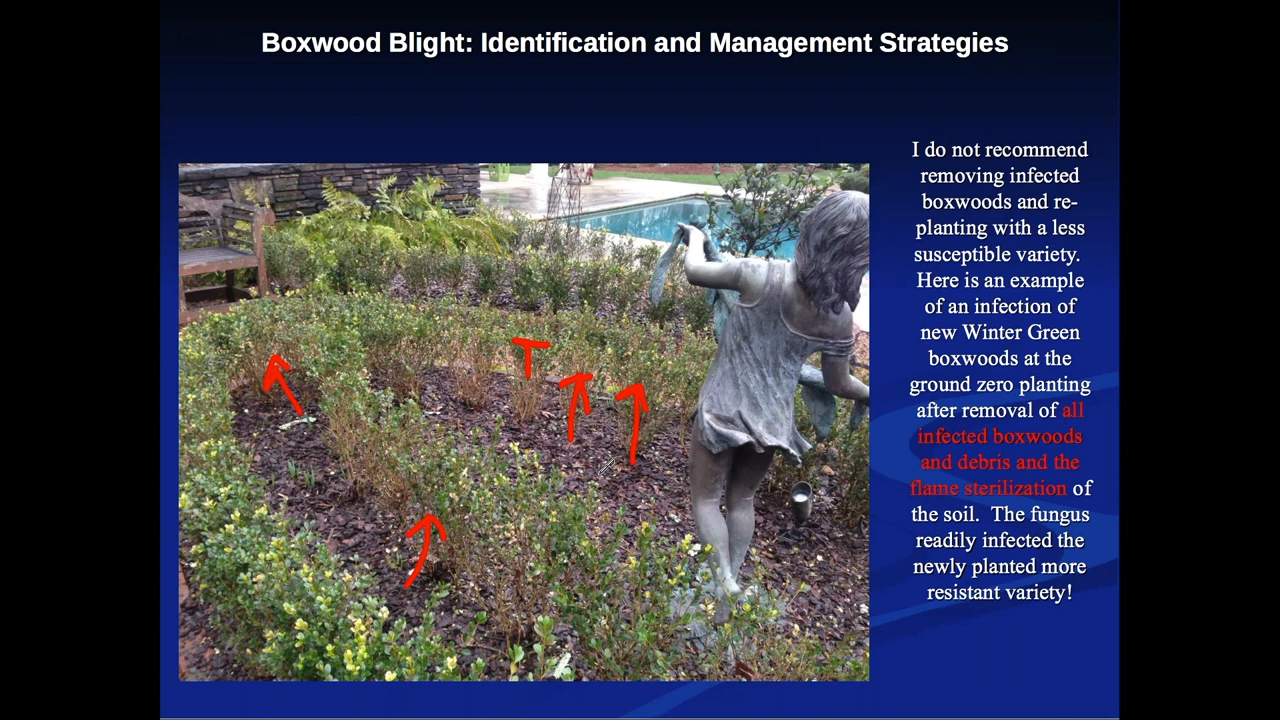 Boxwood Blight: Identification and Management Strategies
I do not recommend
removing infected
boxwoods and re-
planting with a less
susceptible variety.
Here is an example
of an infection of
new Winter Green
boxwoods at the
ground zero planting
after removal of all
infected boxwoods
and debris and the
flame sterilization of
the soil.  The fungus
readily infected the
newly planted more
resistant variety!